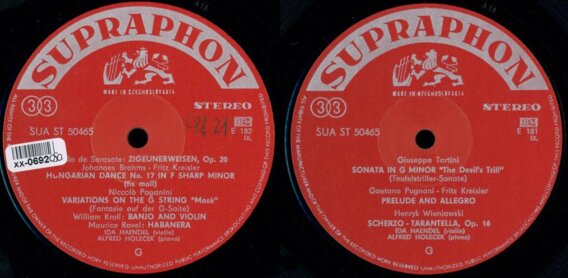 SUPRAPHON
MADE IN CZECHOSLOVAKIA
33
STEREO
SUA ST 50465
E 182
IX.
xx-0692
o de Sarasate: ZIGEUNERWEISEN, Op. 20
Johannes Brahms - Fritz Kreisler
HUNGARIAN DANCE No. 17 IN F SHARP MINOR
(fis moll)
Niccolò Paganini
VARIATIONS ON THE G STRING "Mosè"
(Fantasie auf der G-Saite)
William Kroll: BANJO AND VIOLIN
Maurice Ravel: HABANERA
IDA HAENDEL (violin)
ALFRED HOLEČEK (piano)
G
SUPRAPHON
MADE IN CZECHOSLOVAKIA
33
STEREO
SUA ST 50465
E 181
IX.
Giuseppe Tartini
SONATA IN G MINOR "The Devil's Trill"
(Teufelstriller-Sonate)
Gaetano Pugnani - Fritz Kreisler
PRELUDE AND ALLEGRO
Henryk Wieniawski
SCHERZO - TARANTELLA, Op. 16
IDA HAENDEL (violin)
ALFRED HOLEČEK (piano)
G